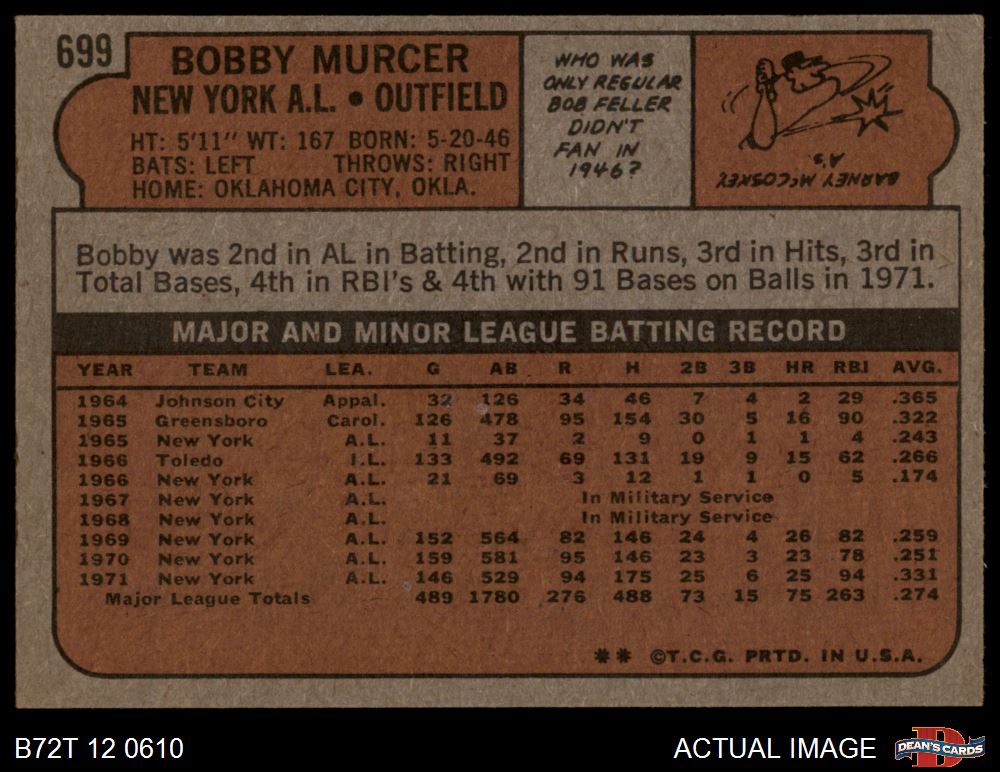 699
BOBBY MURCER
NEW YORK A.L. • OUTFIELD
HT: 5'11" WT: 167 BORN: 5-20-46
BATS: LEFT THROWS: RIGHT
HOME: OKLAHOMA CITY, OKLA.
WHO WAS
ONLY REGULAR
BOB FELLER
DIDN'T
FAN IN
1946?
BARNEY McCOSKEY,
A's
Bobby was 2nd in AL in Batting, 2nd in Runs, 3rd in Hits, 3rd in
Total Bases, 4th in RBI's & 4th with 91 Bases on Balls in 1971.
MAJOR AND MINOR LEAGUE BATTING RECORD
YEAR TEAM LEA. G AB R H 2B 3B HR RBI AVG.
1964 Johnson City Appal. 32 126 34 46 7 4 2 29 .365
1965 Greensboro Carol. 126 478 95 154 30 5 16 90 .322
1965 New York A.L. 11 37 2 9 0 1 1 4 .243
1966 Toledo I.L. 133 492 69 131 19 9 15 62 .266
1966 New York A.L. 21 69 3 12 1 1 0 5 .174
1967 New York A.L. In Military Service
1968 New York A.L. In Military Service
1969 New York A.L. 152 564 82 146 24 4 26 82 .259
1970 New York A.L. 159 581 95 146 23 3 23 78 .251
1971 New York A.L. 146 529 94 175 25 6 25 94 .331
Major League Totals 489 1780 276 488 73 15 75 263 .274
** ©T.C.G. PRTD. IN U.S.A.
B72T 12 0610
ACTUAL IMAGE
D
DEAN'S CARDS